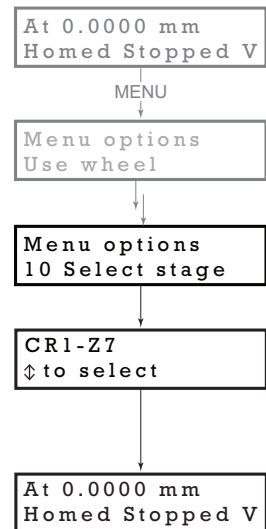 At 0.0000 mm
Homed Stopped V
MENU
Menu options
Use wheel
Menu options
10 Select stage
CR1-Z7
⇕ to select
At 0.0000 mm
Homed Stopped V